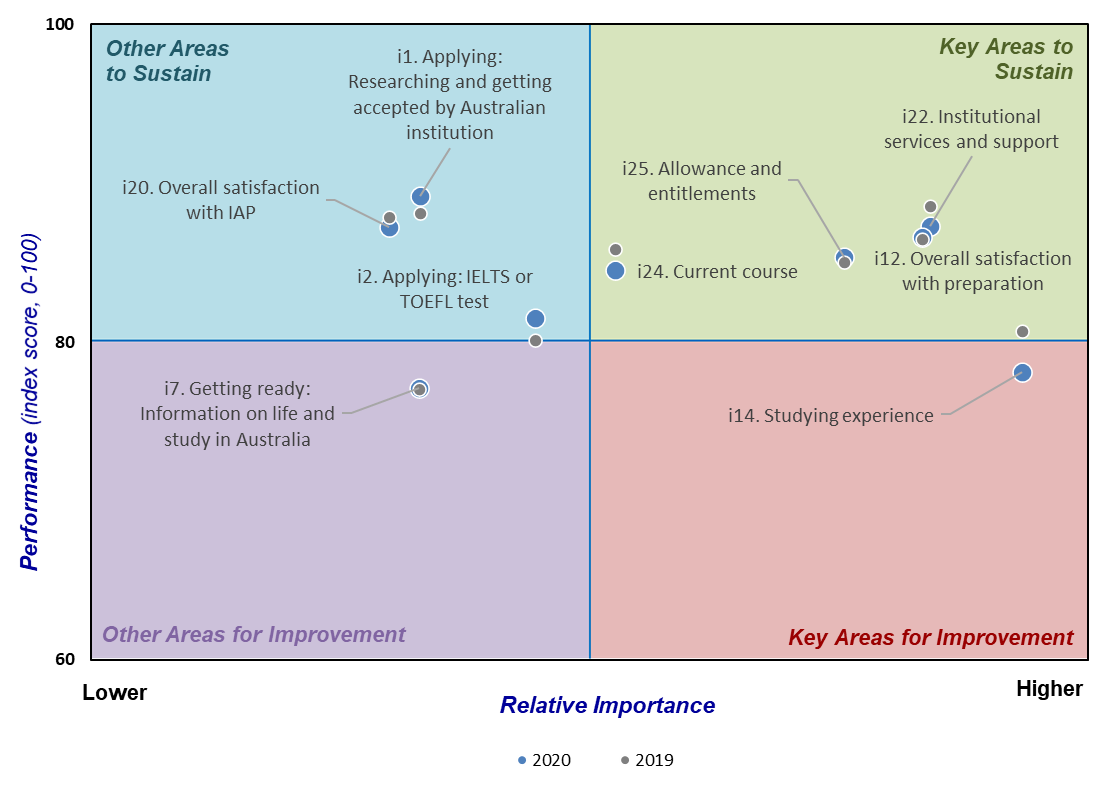 100
Other Areas
to Sustain
i1. Applying:
Researching and getting
accepted by Australian
institution
Key Areas to
Sustain
i22. Institutional
services and support
i25. Allowance and
entitlements
i20. Overall satisfaction
with IAP
i2. Applying: IELTS or
TOEFL test
i24. Current course
i12. Overall satisfaction
with preparation
80
i7. Getting ready:
Information on life and
study in Australia
i14. Studying experience
Performance (index score, 0-100)
Other Areas for Improvement
Key Areas for Improvement
60
Lower
Relative Importance
Higher
2020
2019